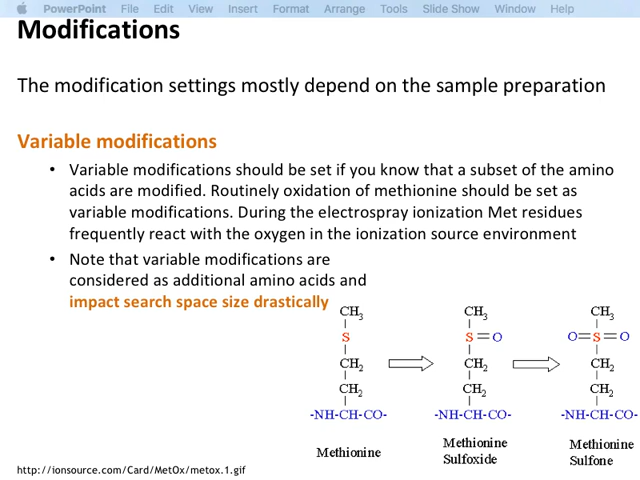 PowerPoint File Edit View Insert Format Arrange Tools Slide Show Window Help
Modifications
The modification settings mostly depend on the sample preparation
Variable modifications
• Variable modifications should be set if you know that a subset of the amino
acids are modified. Routinely oxidation of methionine should be set as
variable modifications. During the electrospray ionization Met residues
frequently react with the oxygen in the ionization source environment
• Note that variable modifications are
considered as additional amino acids and
impact search space size drastically
CH3 CH3 CH3
S S=O O=S=O
CH2 CH2 CH2
CH2 CH2 CH2
-NH-CH-CO- -NH-CH-CO- -NH-CH-CO-
Methionine
Methionine
Sulfoxide
Methionine
Sulfone
http://ionsource.com/Card/MetOx/metox.1.gif